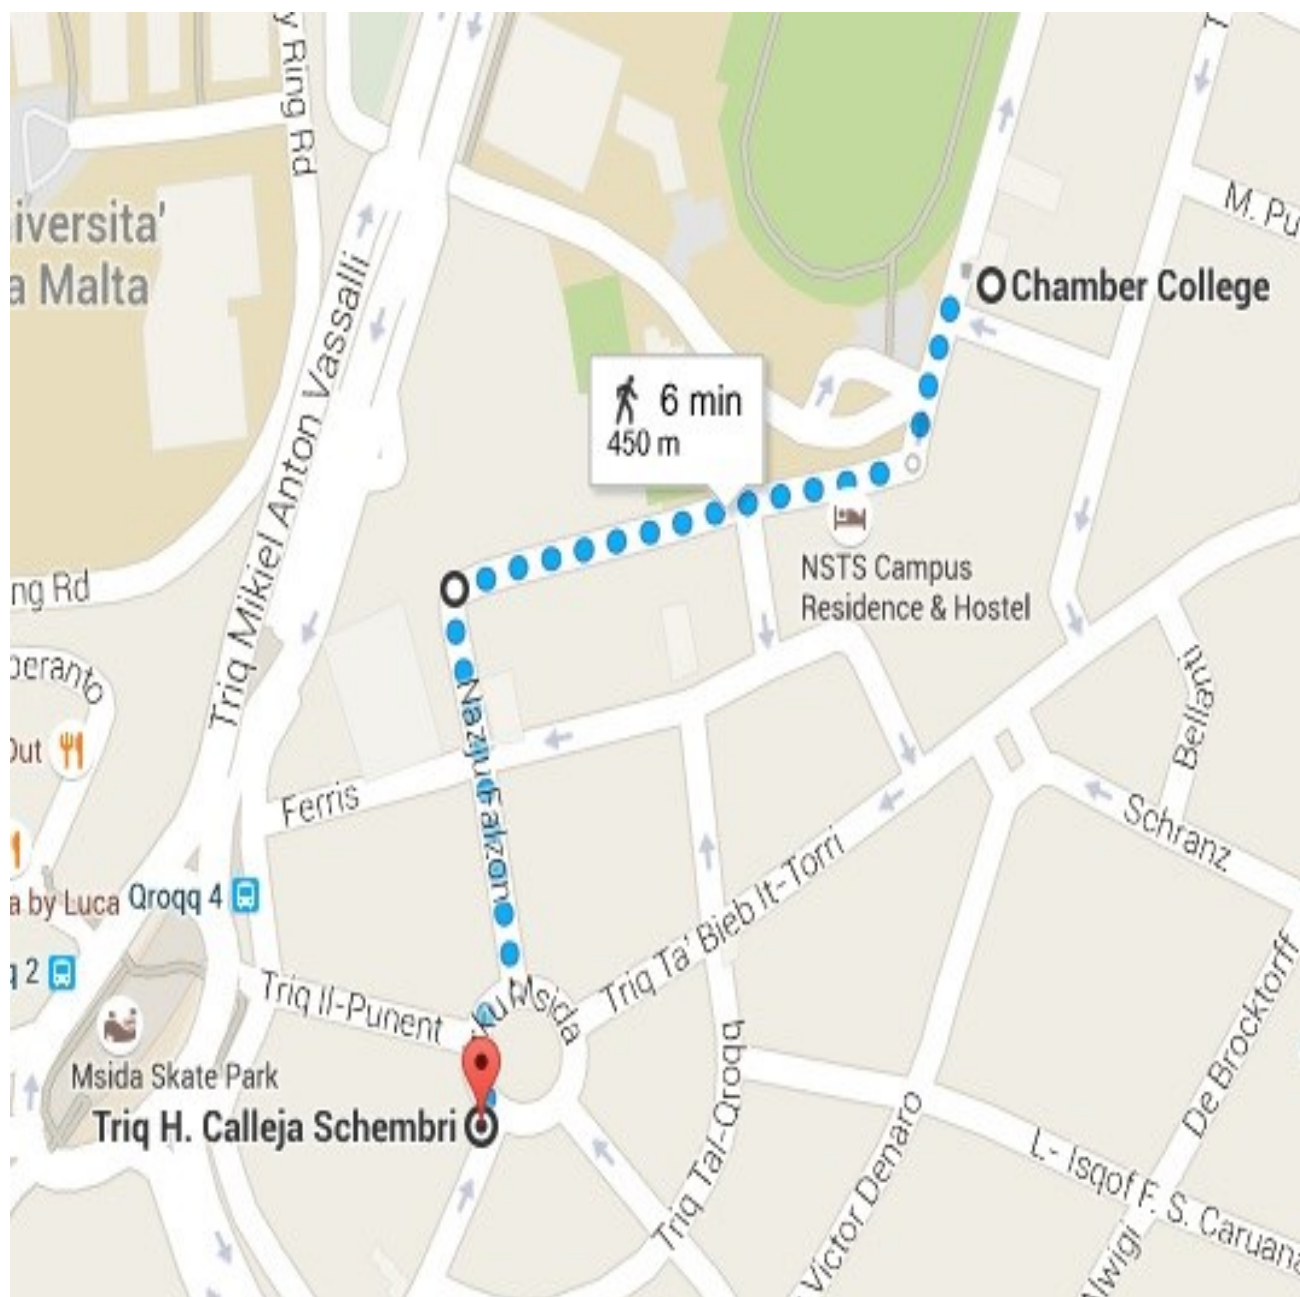 y Ring Rd
T
M. Pu
iversita'
a Malta
Chamber College
Triq Mikiel Anton Vassalli
6 min
450 m
NSTS Campus
Residence & Hostel
ng Rd
peranto
Out
Nazju Falzon
Bellanti
Ferris
Schranz
a by Luca
Qroqq 4
q 2
Triq Ta' Bieb It-Torri
Triq Il-Punent
.ku Msida
De Brocktorff
Msida Skate Park
Triq H. Calleja Schembri
Triq Tal-Qroqq
Victor Denaro
L- Isqof F. S. Caruana
Alwigi